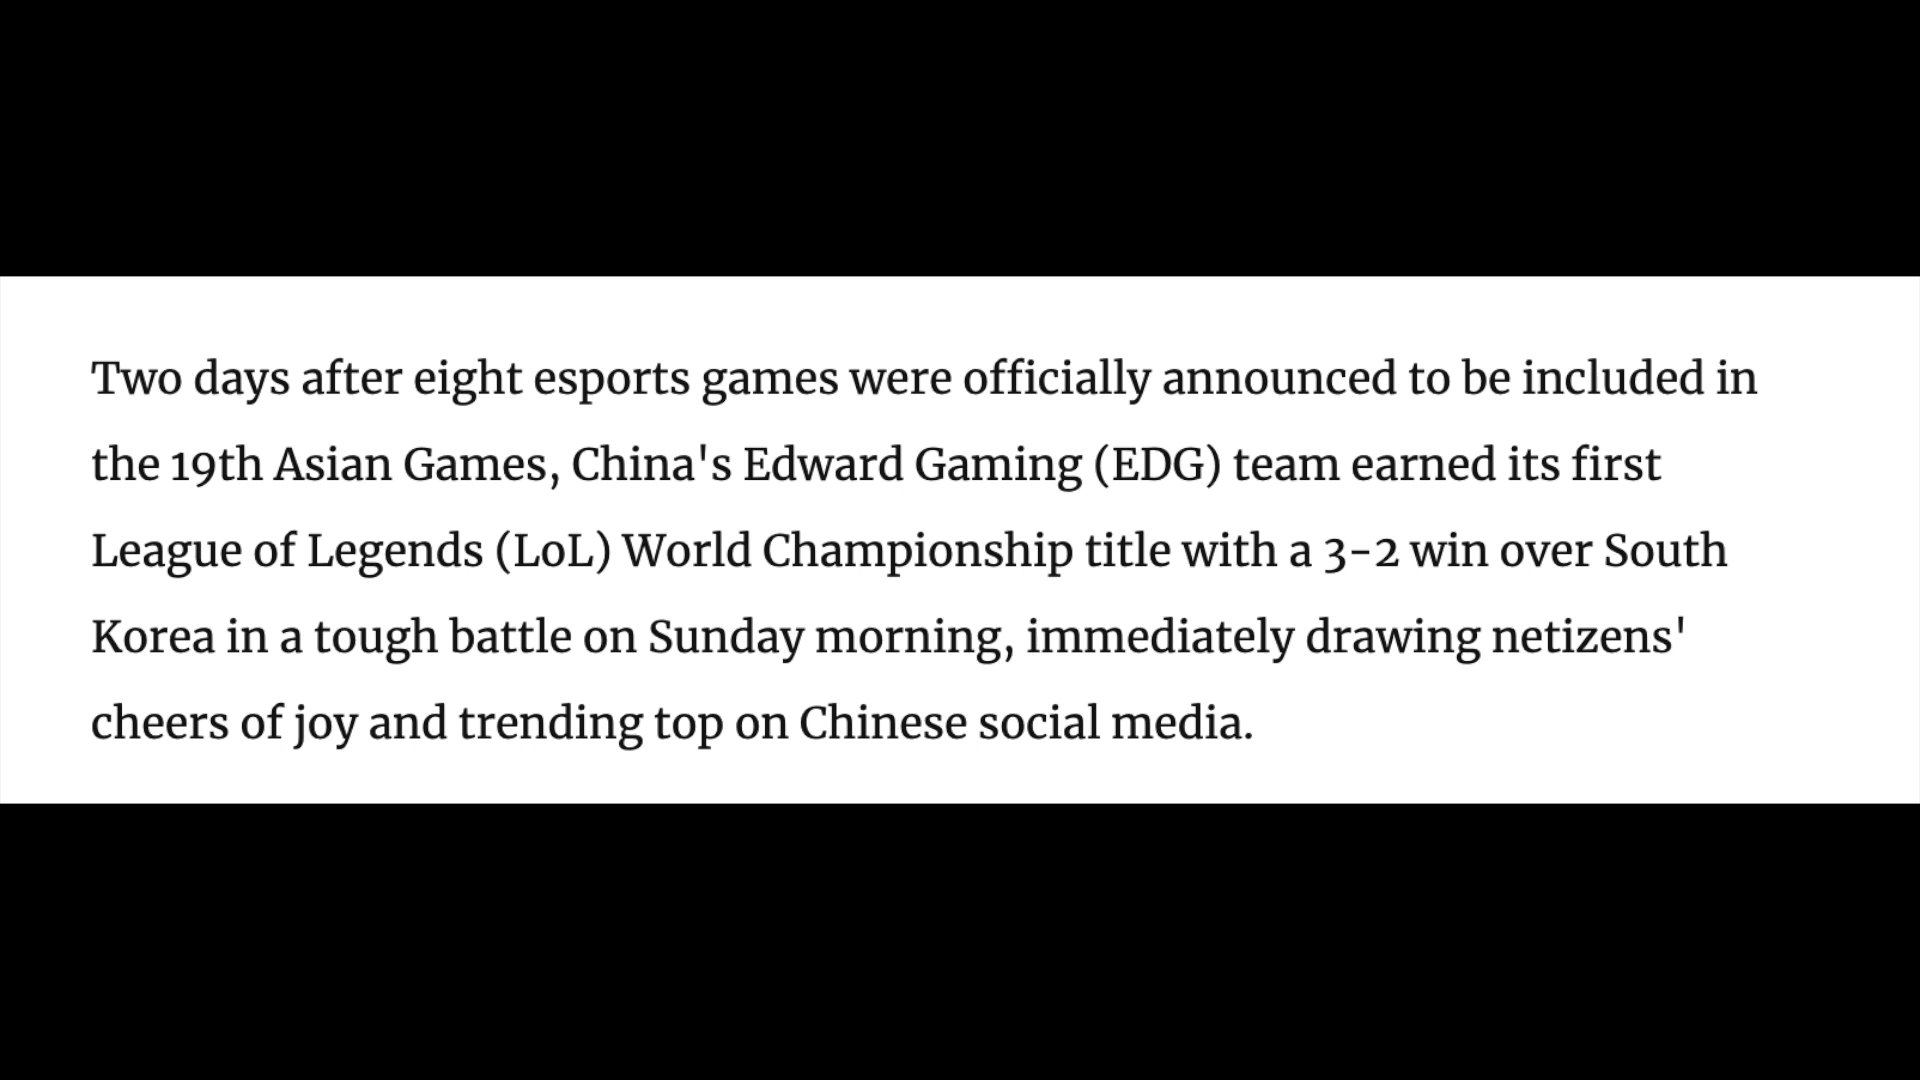 Two days after eight esports games were officially announced to be included in
the 19th Asian Games, China's Edward Gaming (EDG) team earned its first
League of Legends (LoL) World Championship title with a 3-2 win over South
Korea in a tough battle on Sunday morning, immediately drawing netizens'
cheers of joy and trending top on Chinese social media.